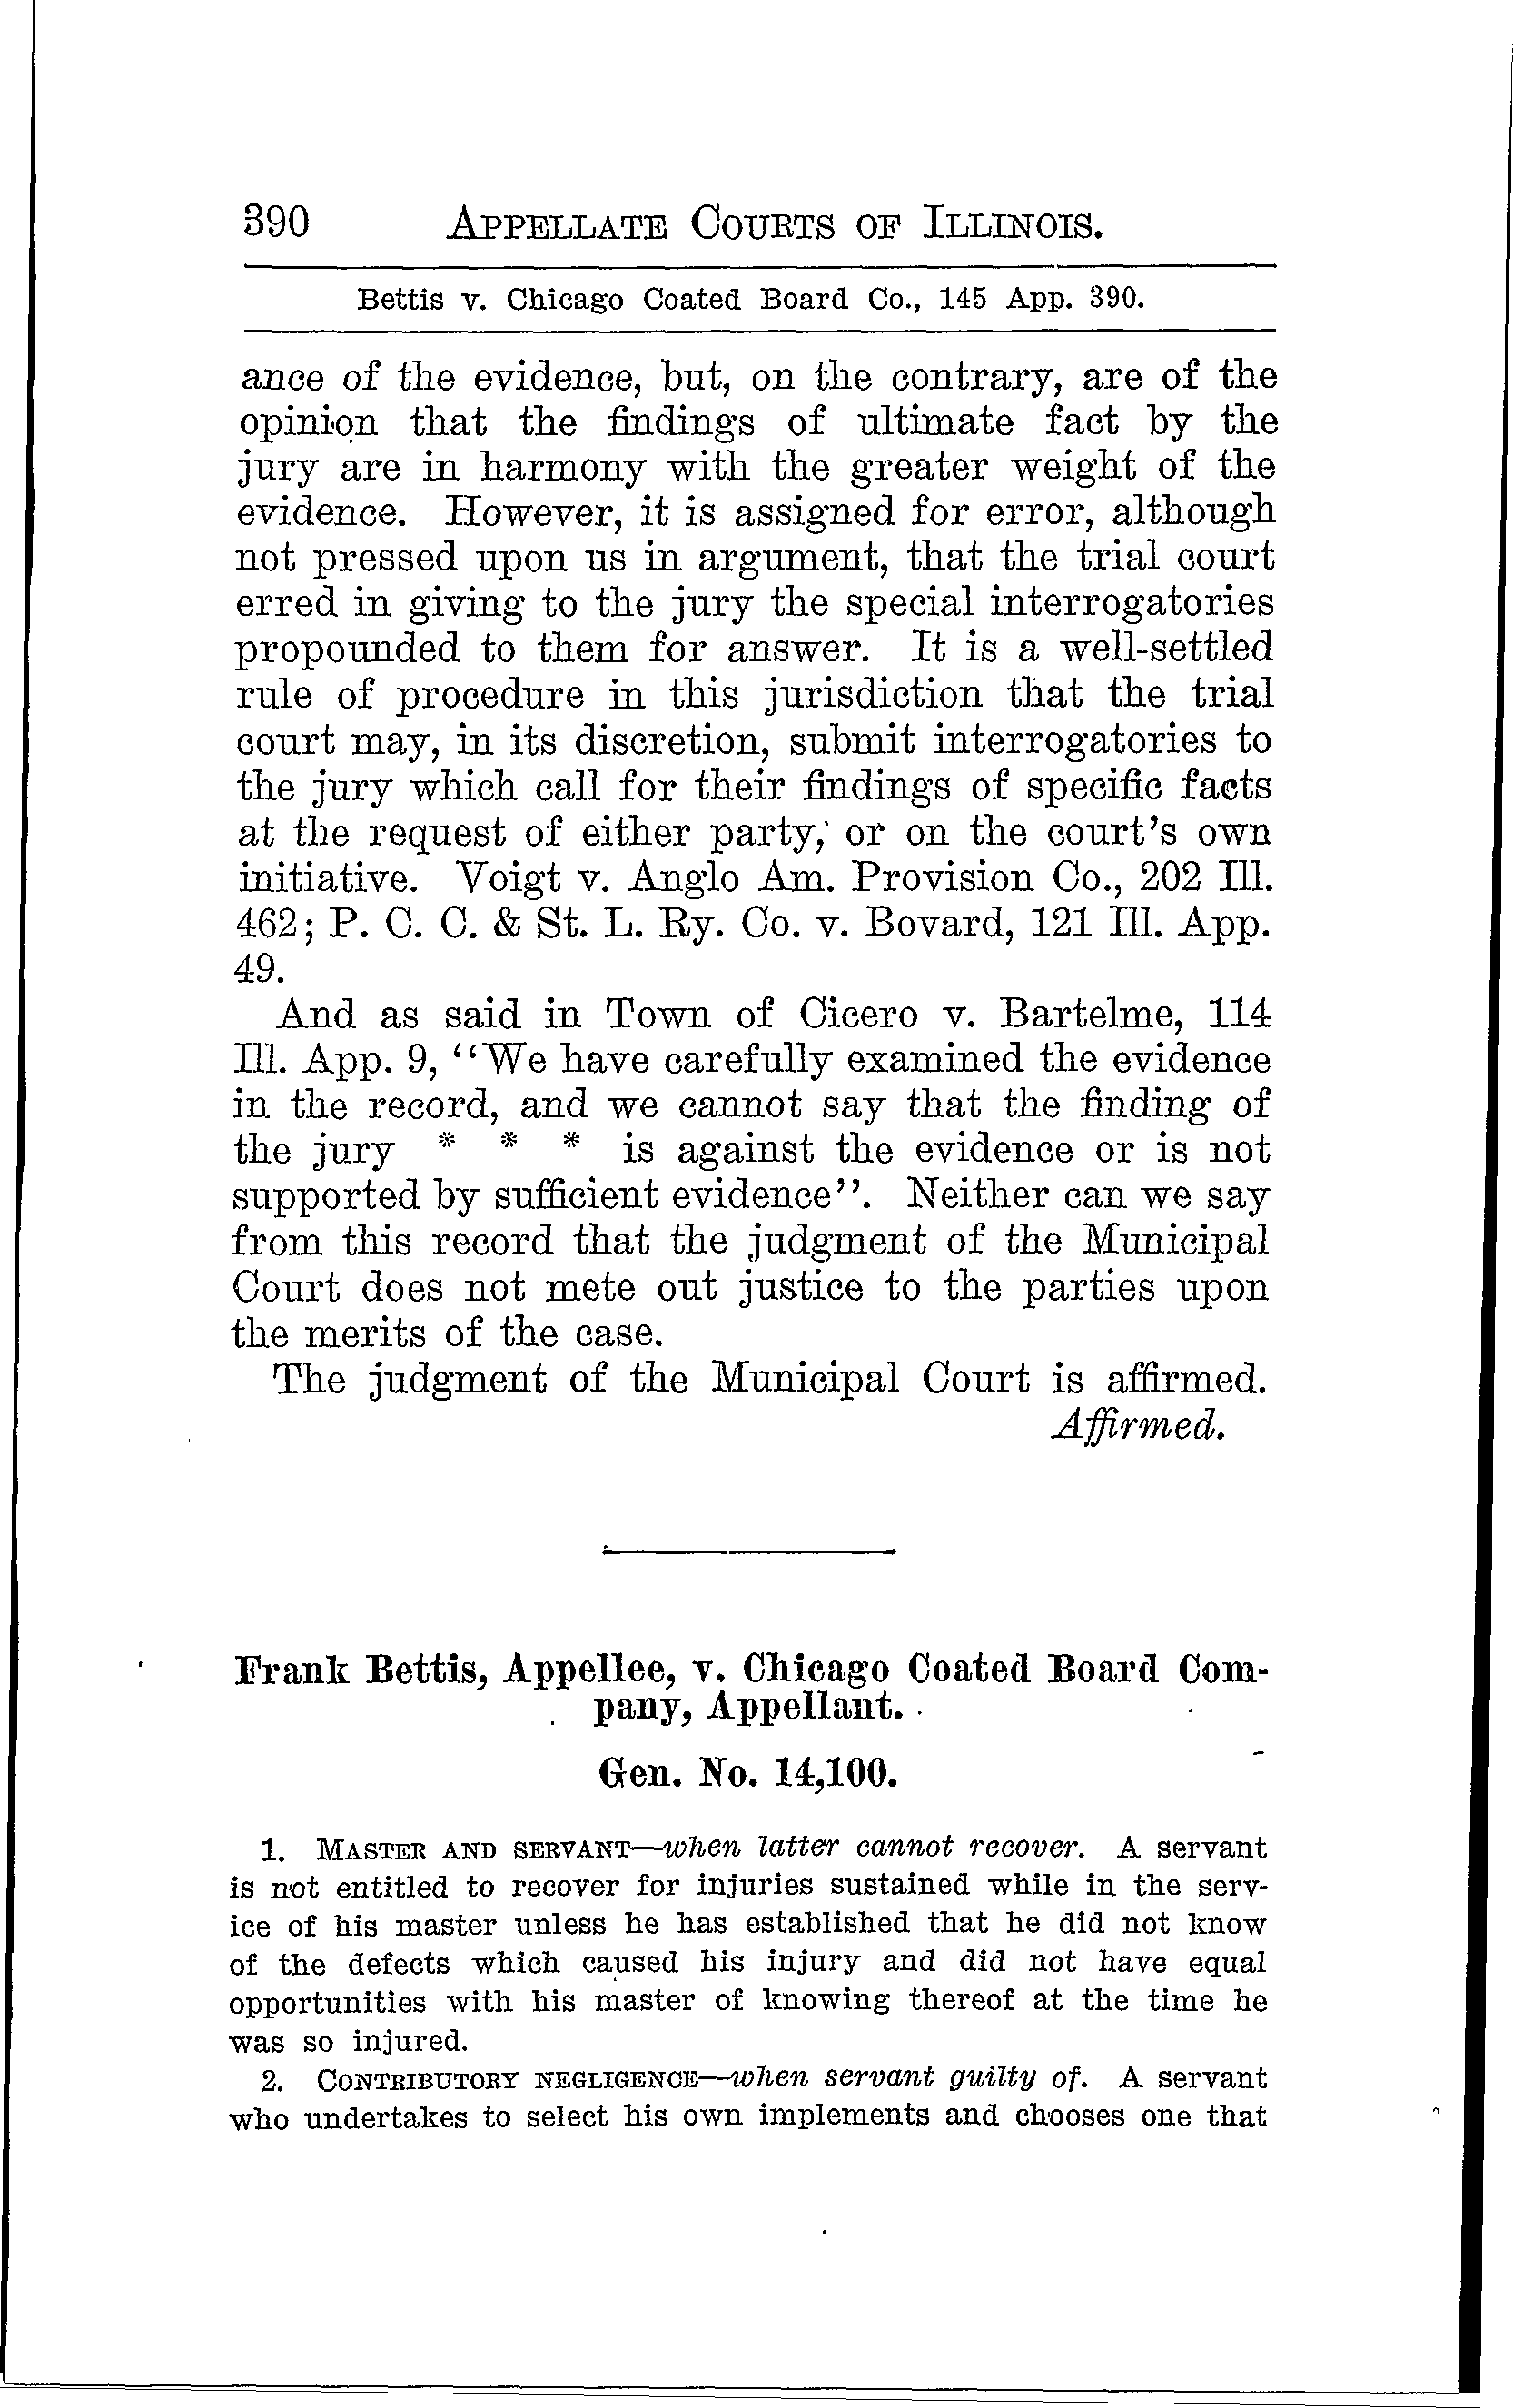 390 APPELLATE COURTS OF ILLINOIS.
Bettis v. Chicago Coated Board Co., 145 App. 390.
ance of the evidence, but, on the contrary, are of the
opinion that the findings of ultimate fact by the
jury are in harmony with the greater weight of the
evidence. However, it is assigned for error, although
not pressed upon us in argument, that the trial court
erred in giving to the jury the special interrogatories
propounded to them for answer. It is a well-settled
rule of procedure in this jurisdiction that the trial
court may, in its discretion, submit interrogatories to
the jury which call for their findings of specific facts
at the request of either party, or on the court's own
initiative. Voigt v. Anglo Am. Provision Co., 202 Ill.
462; P. C. C. & St. L. Ry. Co. v. Bovard, 121 Ill. App.
49.
And as said in Town of Cicero v. Bartelme, 114
Ill. App. 9, "We have carefully examined the evidence
in the record, and we cannot say that the finding of
the jury * * * is against the evidence or is not
supported by sufficient evidence". Neither can we say
from this record that the judgment of the Municipal
Court does not mete out justice to the parties upon
the merits of the case.
The judgment of the Municipal Court is affirmed.
Affirmed.
Frank Bettis, Appellee, v. Chicago Coated Board Com-
pany, Appellant.
Gen. No. 14,100.
1. MASTER AND SERVANT—when latter cannot recover. A servant
is not entitled to recover for injuries sustained while in the serv-
ice of his master unless he has established that he did not know
of the defects which caused his injury and did not have equal
opportunities with his master of knowing thereof at the time he
was so injured.
2. CONTRIBUTORY NEGLIGENCE—when servant guilty of. A servant
who undertakes to select his own implements and chooses one that